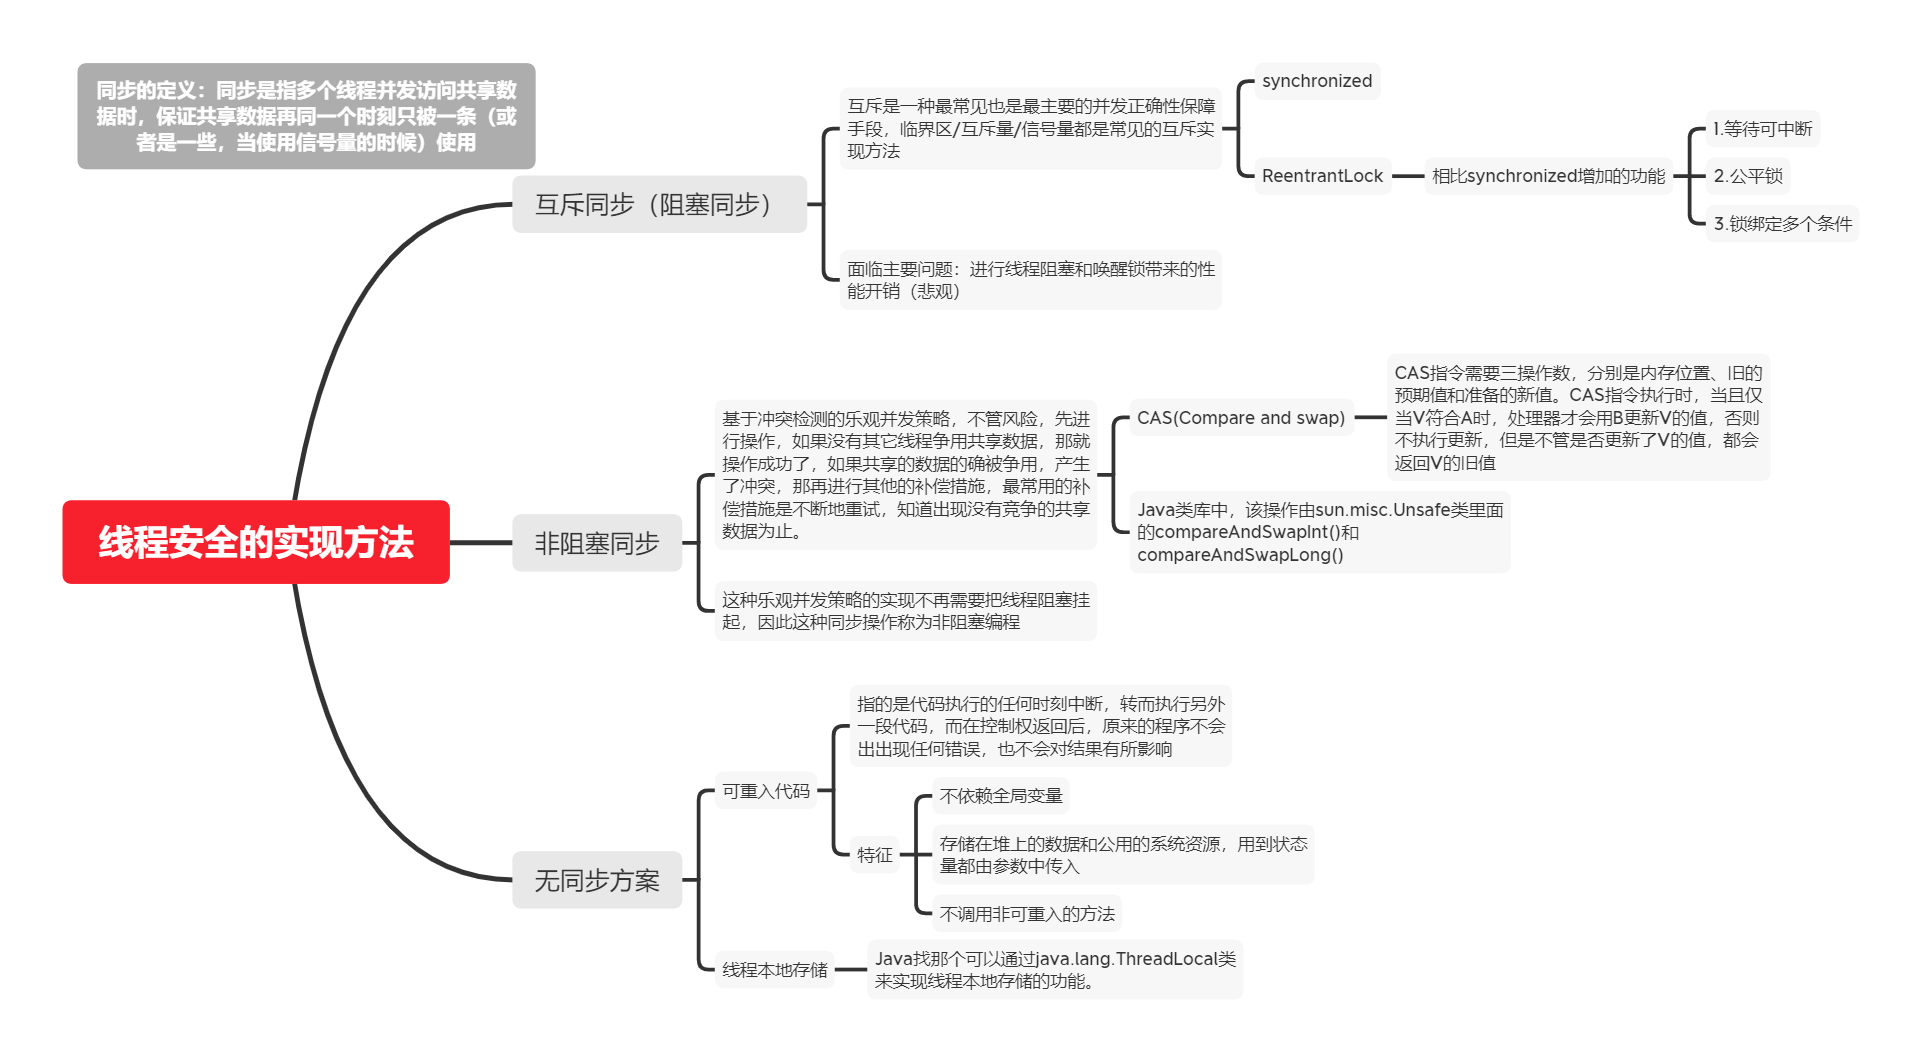 同步的定义：同步是指多个线程并发访问共享数
据时，保证共享数据再同一个时刻只被一条（或
者是一些，当使用信号量的时候）使用
线程安全的实现方法
互斥同步（阻塞同步）
互斥是一种最常见也是最主要的并发正确性保障
手段，临界区/互斥量/信号量都是常见的互斥实
现方法
synchronized
ReentrantLock
相比synchronized增加的功能
1.等待可中断
2.公平锁
3.锁绑定多个条件
面临主要问题：进行线程阻塞和唤醒锁带来的性
能开销（悲观）
非阻塞同步
基于冲突检测的乐观并发策略，不管风险，先进
行操作，如果没有其它线程争用共享数据，那就
操作成功了，如果共享的数据的确被争用，产生
了冲突，那再进行其他的补偿措施，最常用的补
偿措施是不断地重试，知道出现没有竞争的共享
数据为止。
CAS(Compare and swap)
CAS指令需要三操作数，分别是内存位置、旧的
预期值和准备的新值。CAS指令执行时，当且仅
当V符合A时，处理器才会用B更新V的值，否则
不执行更新，但是不管是否更新了V的值，都会
返回V的旧值
Java类库中，该操作由sun.misc.Unsafe类里面
的compareAndSwapInt()和
compareAndSwapLong()
这种乐观并发策略的实现不再需要把线程阻塞挂
起，因此这种同步操作称为非阻塞编程
无同步方案
可重入代码
指的是代码执行的任何时刻中断，转而执行另外
一段代码，而在控制权返回后，原来的程序不会
出出现任何错误，也不会对结果有所影响
特征
不依赖全局变量
存储在堆上的数据和公用的系统资源，用到状态
量都由参数中传入
不调用非可重入的方法
线程本地存储
Java找那个可以通过java.lang.ThreadLocal类
来实现线程本地存储的功能。